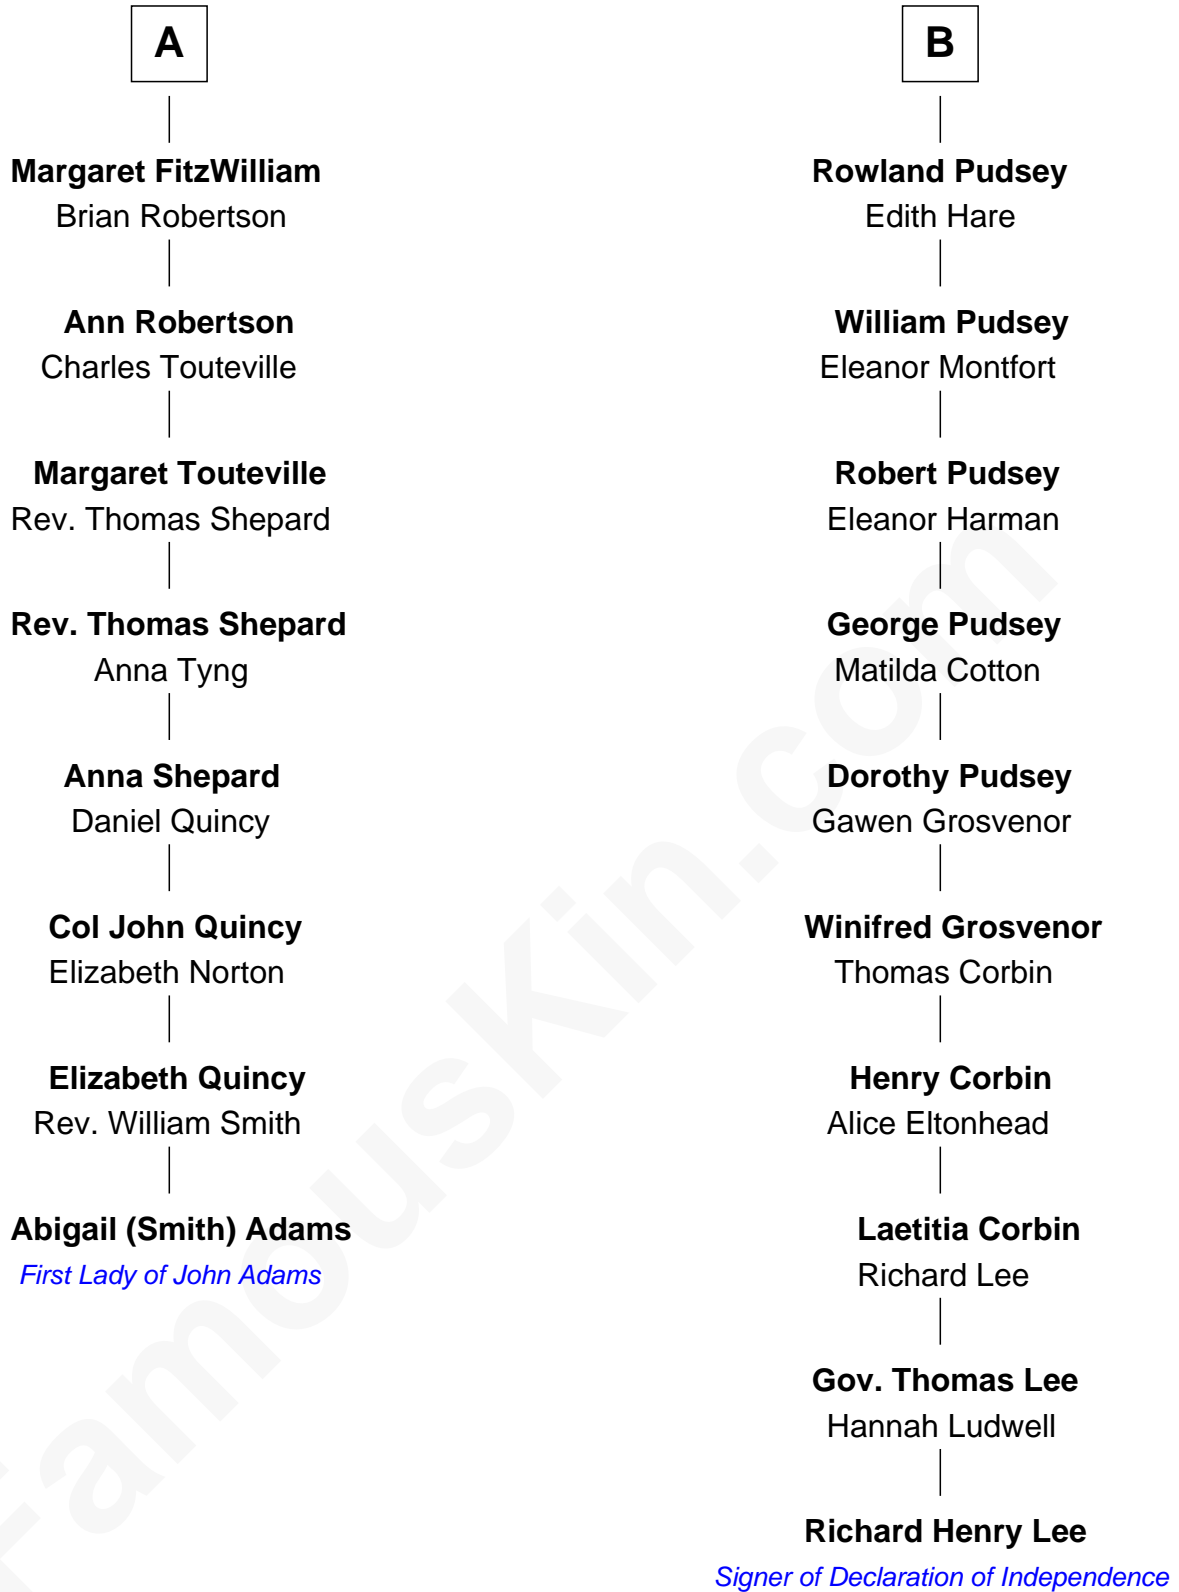 A
Margaret FitzWilliam
Brian Robertson
Ann Robertson
Charles Touteville
Margaret Touteville
Rev. Thomas Shepard
Rev. Thomas Shepard
Anna Tyng
Anna Shepard
Daniel Quincy
Col John Quincy
Elizabeth Norton
Elizabeth Quincy
Rev. William Smith
Abigail (Smith) Adams
First Lady of John Adams
B
Rowland Pudsey
Edith Hare
William Pudsey
Eleanor Montfort
Robert Pudsey
Eleanor Harman
George Pudsey
Matilda Cotton
Dorothy Pudsey
Gawen Grosvenor
Winifred Grosvenor
Thomas Corbin
Henry Corbin
Alice Eltonhead
Laetitia Corbin
Richard Lee
Gov. Thomas Lee
Hannah Ludwell
Richard Henry Lee
Signer of Declaration of Independence
FamousKin.com